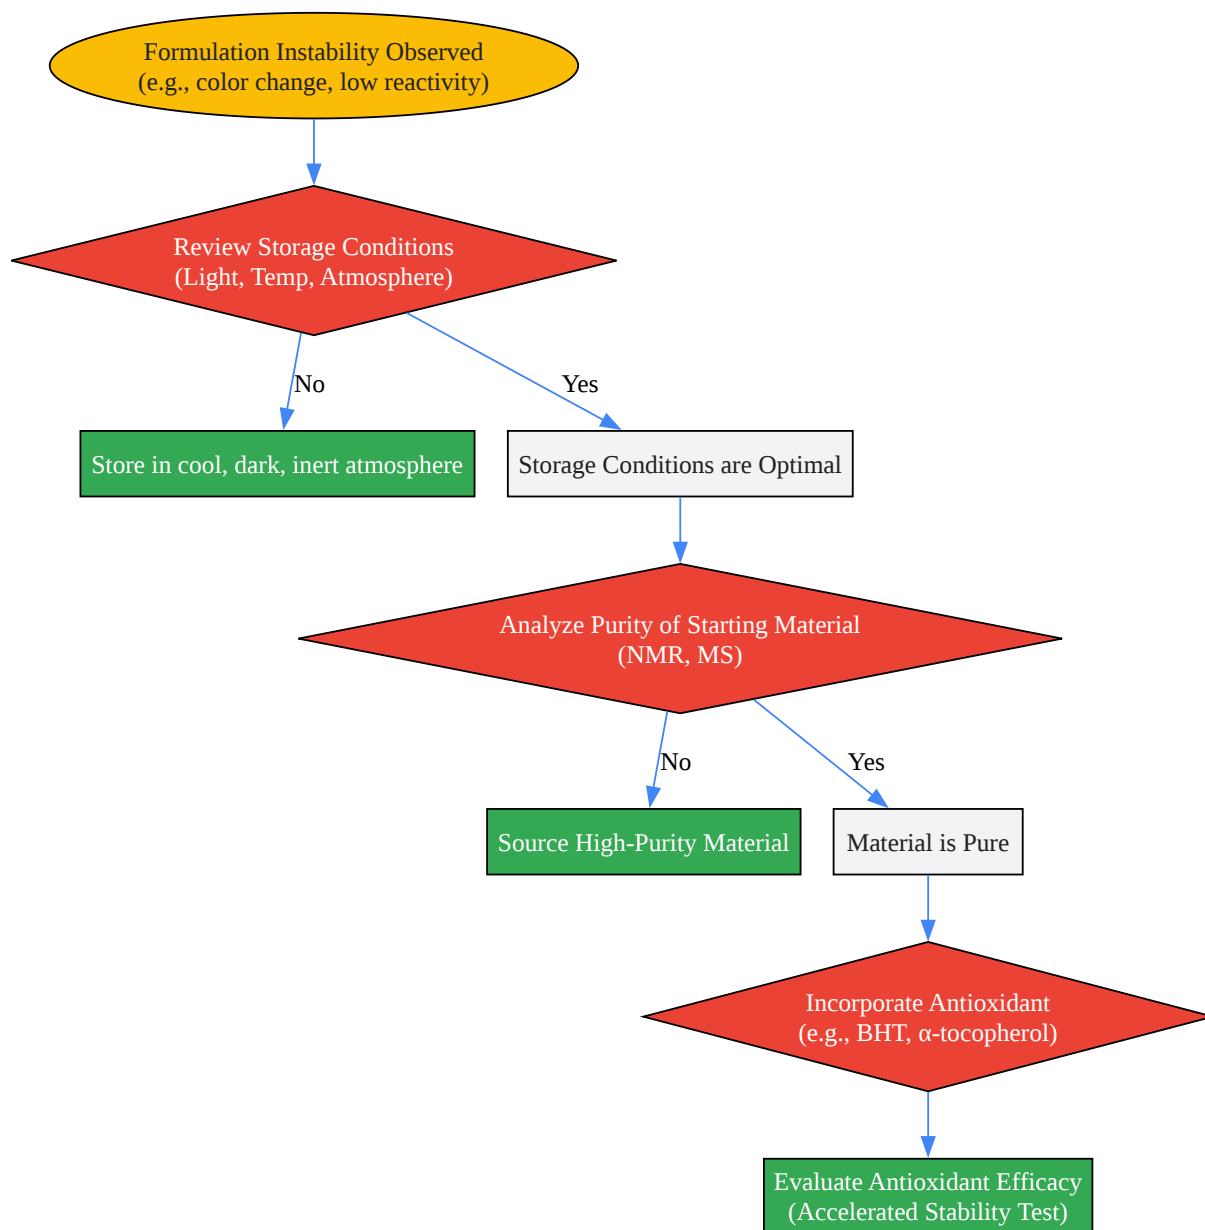 Formulation Instability Observed
(e.g., color change, low reactivity)
Review Storage Conditions
(Light, Temp, Atmosphere)
No
Yes
Store in cool, dark, inert atmosphere
Storage Conditions are Optimal
Analyze Purity of Starting Material
(NMR, MS)
No
Yes
Source High-Purity Material
Material is Pure
Incorporate Antioxidant
(e.g., BHT, α-tocopherol)
Evaluate Antioxidant Efficacy
(Accelerated Stability Test)